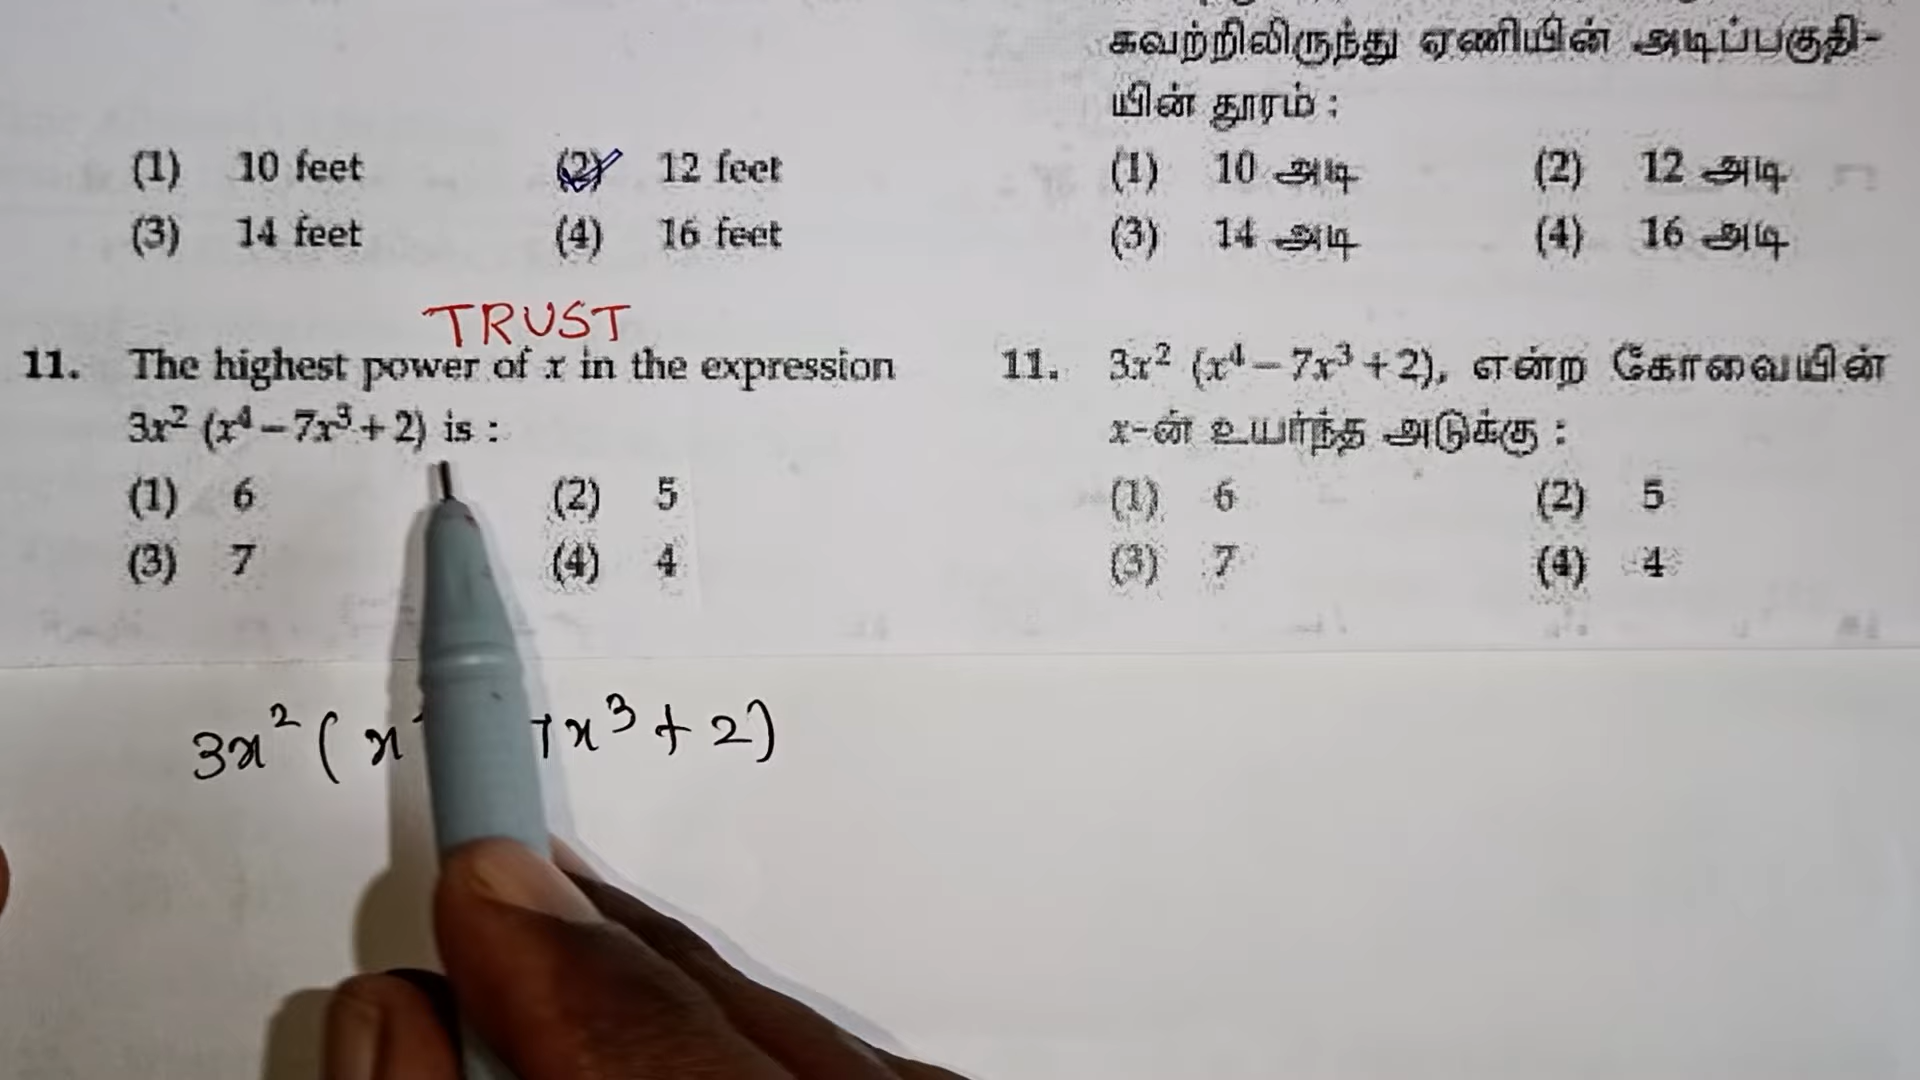 கவற்றிலிருந்து ஏணியின் அடிப்பகுதி-
யின் தூரம் :
(1) 10 feet (2) 12 feet
(3) 14 feet (4) 16 feet
(1) 10 அடி (2) 12 அடி
(3) 14 அடி (4) 16 அடி
TRUST
11. The highest power of x in the expression
3x² (x⁴ – 7x³ + 2) is :
(1) 6 (2) 5
(3) 7 (4) 4
11. 3x² (x⁴ – 7x³ + 2), என்ற கோவையின்
x-ன் உயர்ந்த அடுக்கு :
(1) 6 (2) 5
(3) 7 (4) 4
3x² ( x 7x³ + 2)